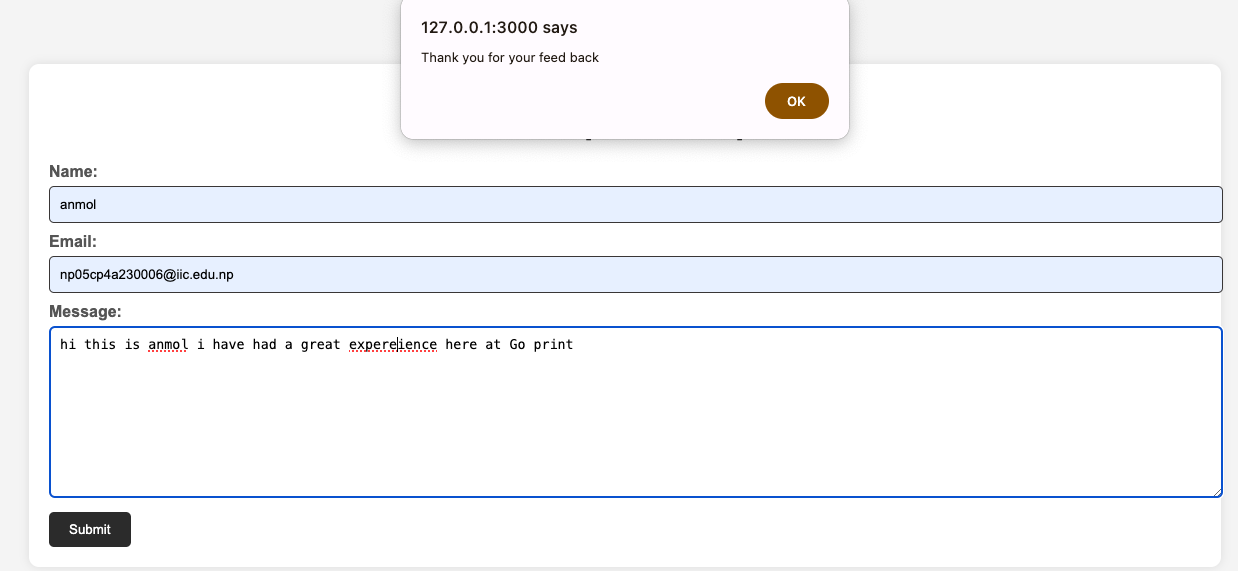 127.0.0.1:3000 says
Thank you for your feed back
OK
Name:
anmol
Email:
np05cp4a230006@iic.edu.np
Message:
hi this is anmol i have had a great expereience here at Go print
Submit